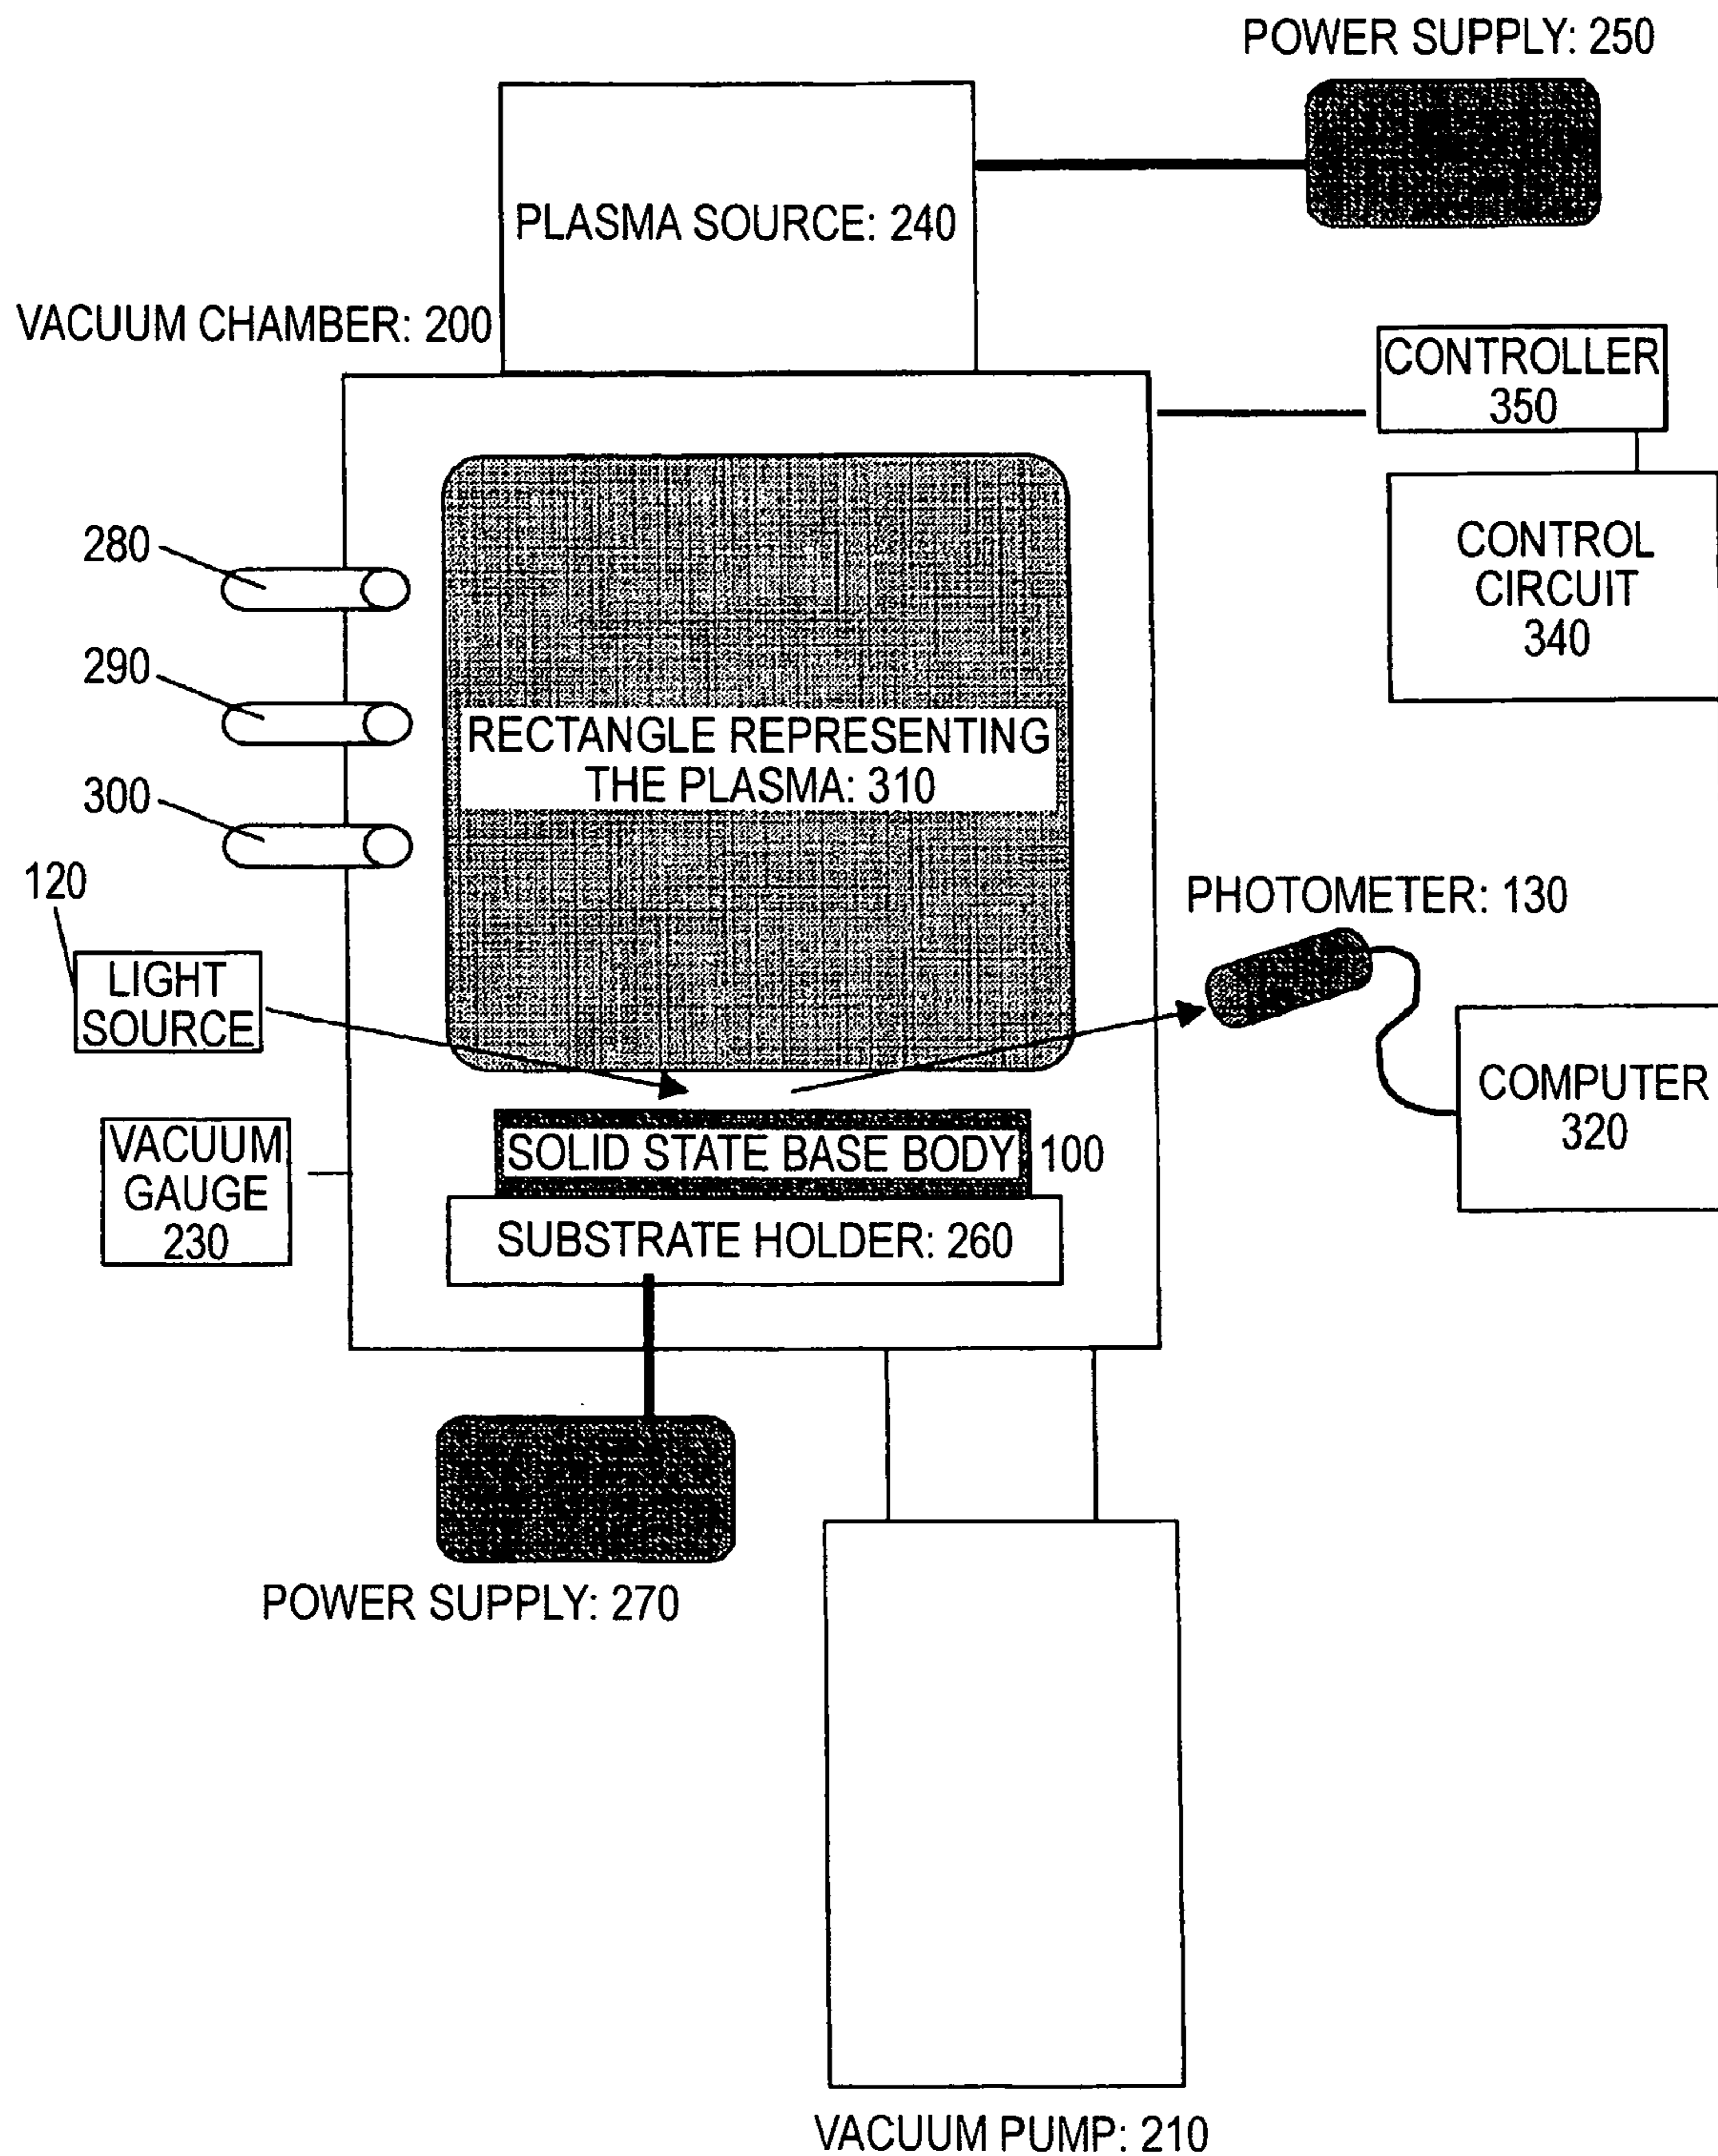 POWER SUPPLY: 250
PLASMA SOURCE: 240
VACUUM CHAMBER: 200
CONTROLLER
350
CONTROL
CIRCUIT
340
280
290
300
RECTANGLE REPRESENTING
THE PLASMA: 310
120
LIGHT
SOURCE
PHOTOMETER: 130
COMPUTER
320
VACUUM
GAUGE
230
SOLID STATE BASE BODY 100
SUBSTRATE HOLDER: 260
POWER SUPPLY: 270
VACUUM PUMP: 210